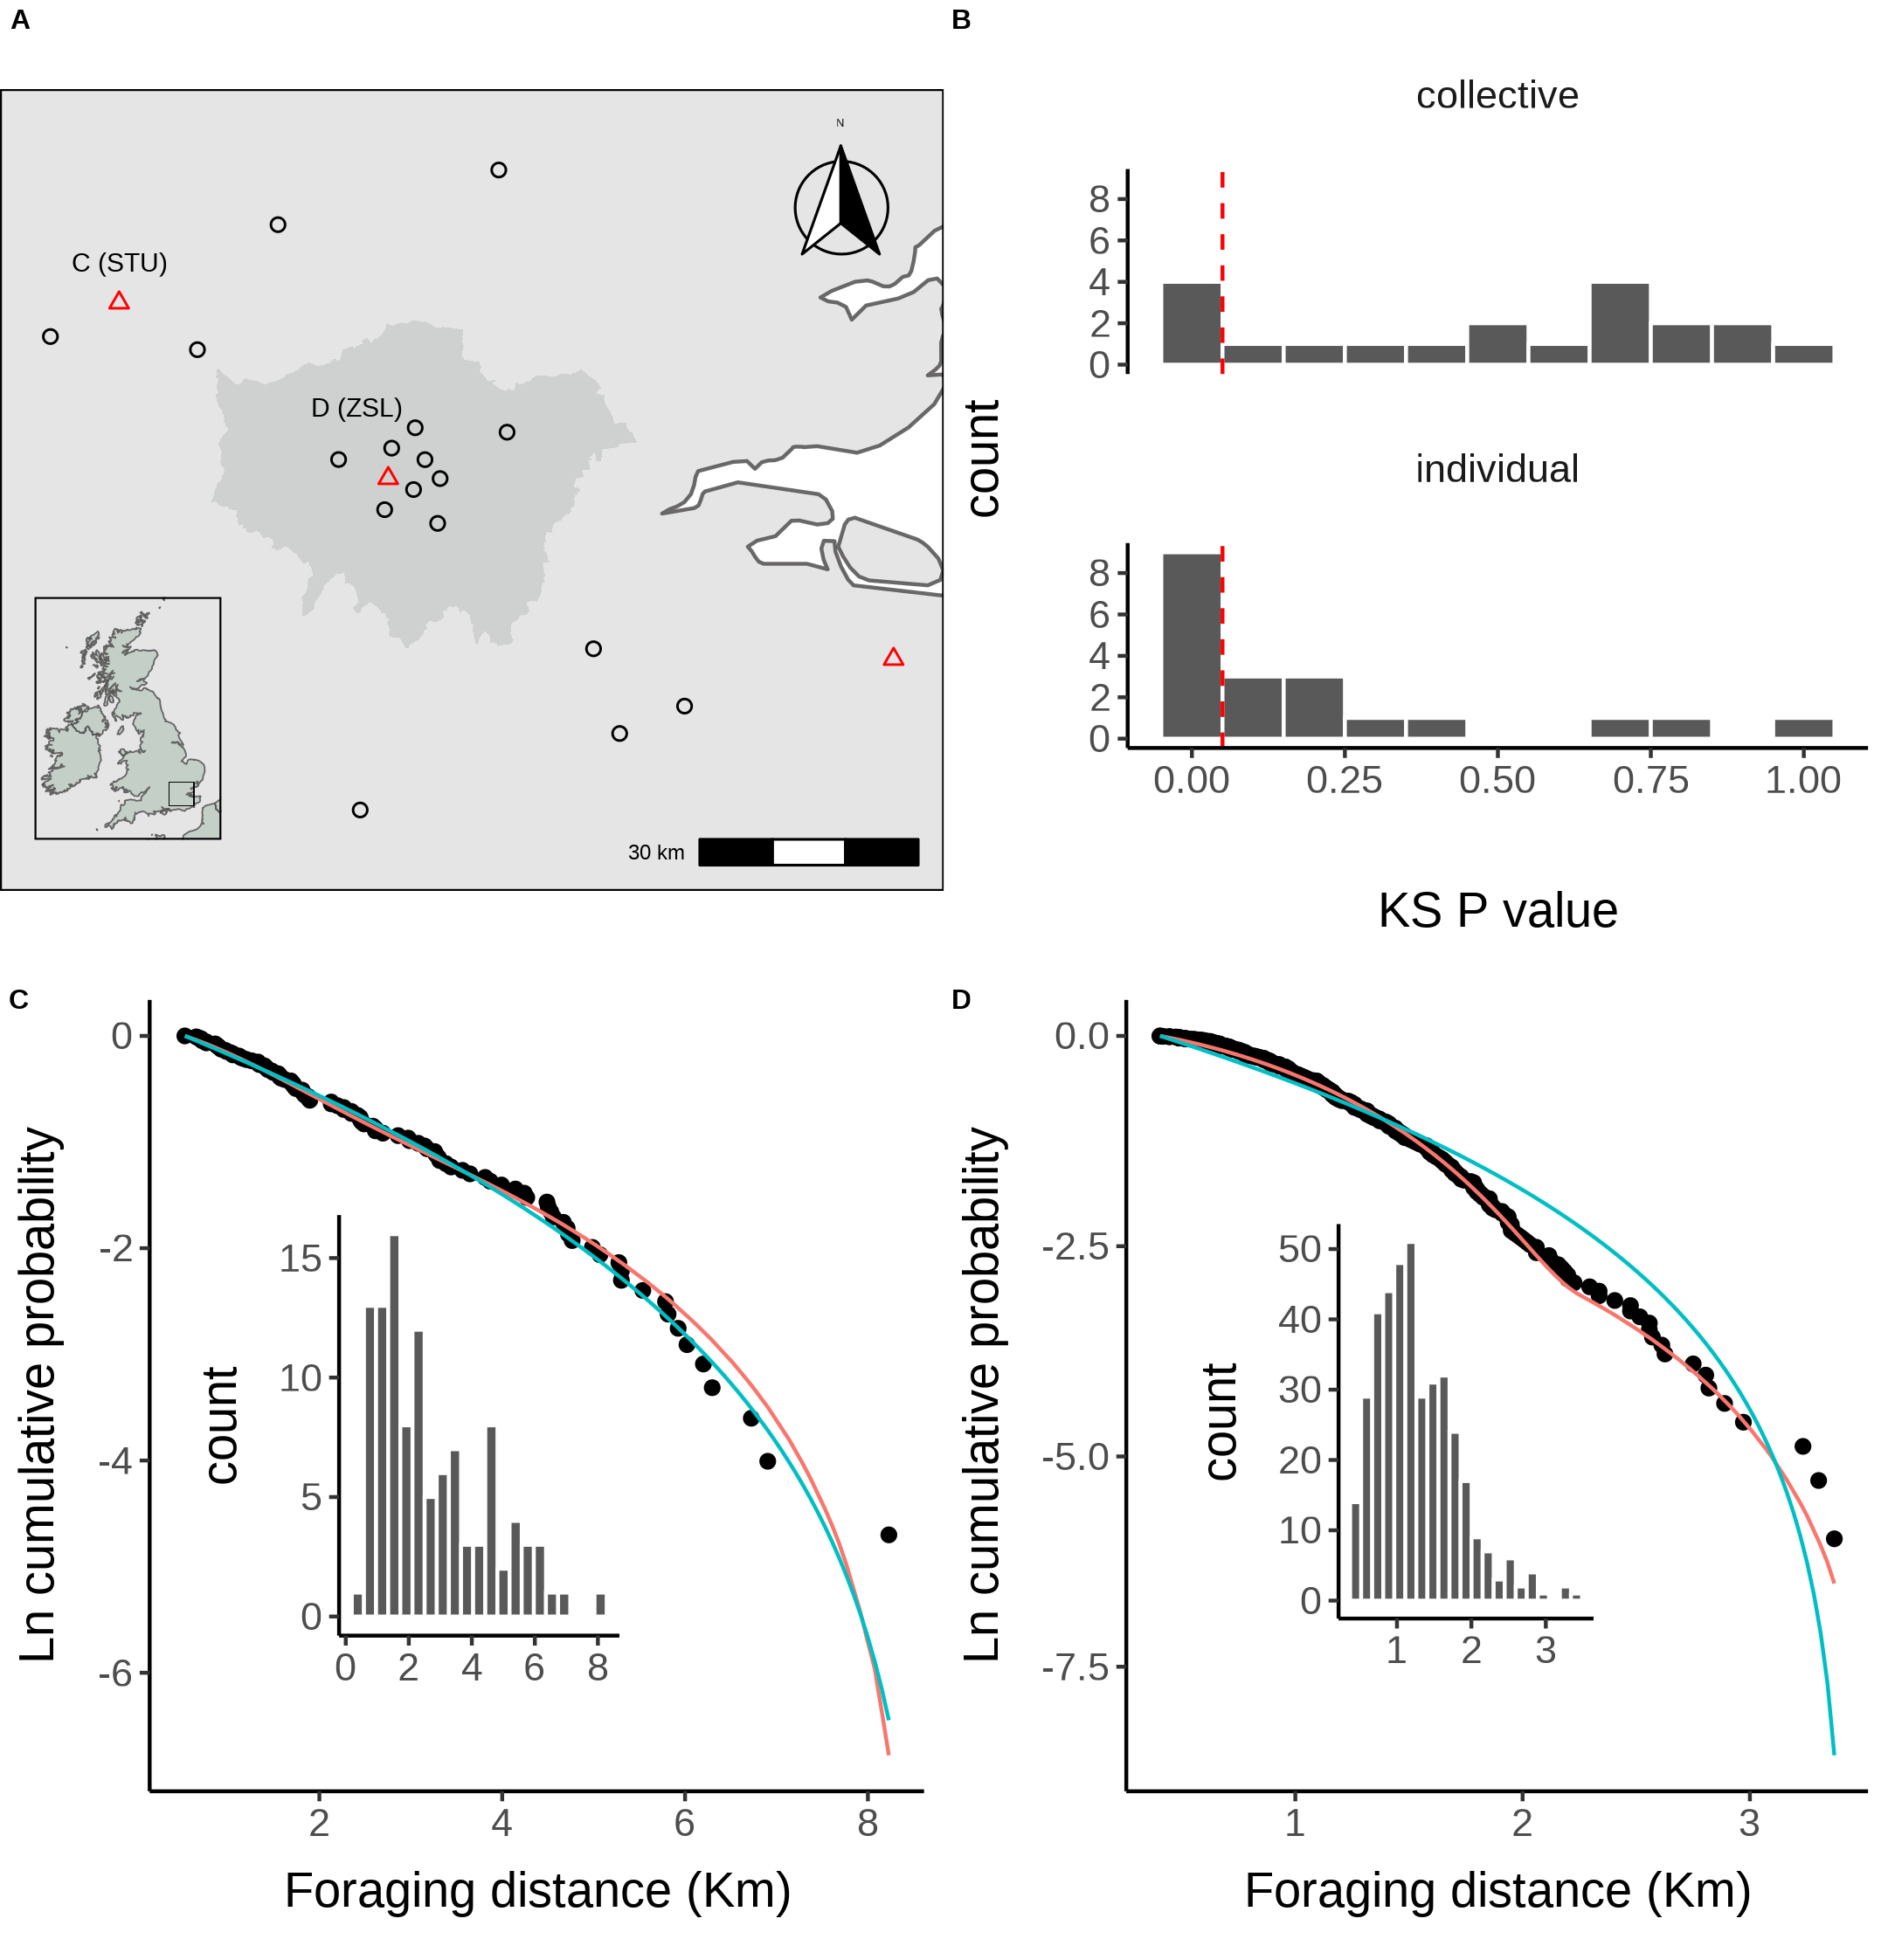 A
N
C (STU)
D (ZSL)
30 km
B
collective
8
6
4
2
0
individual
8
6
4
2
0
0.00 0.25 0.50 0.75 1.00
count
KS P value
C
0
-2
-4
-6
2 4 6 8
Ln cumulative probability
Foraging distance (Km)
15
10
5
0
0 2 4 6 8
count
D
0.0
-2.5
-5.0
-7.5
1 2 3
Ln cumulative probability
Foraging distance (Km)
50
40
30
20
10
0
1 2 3
count